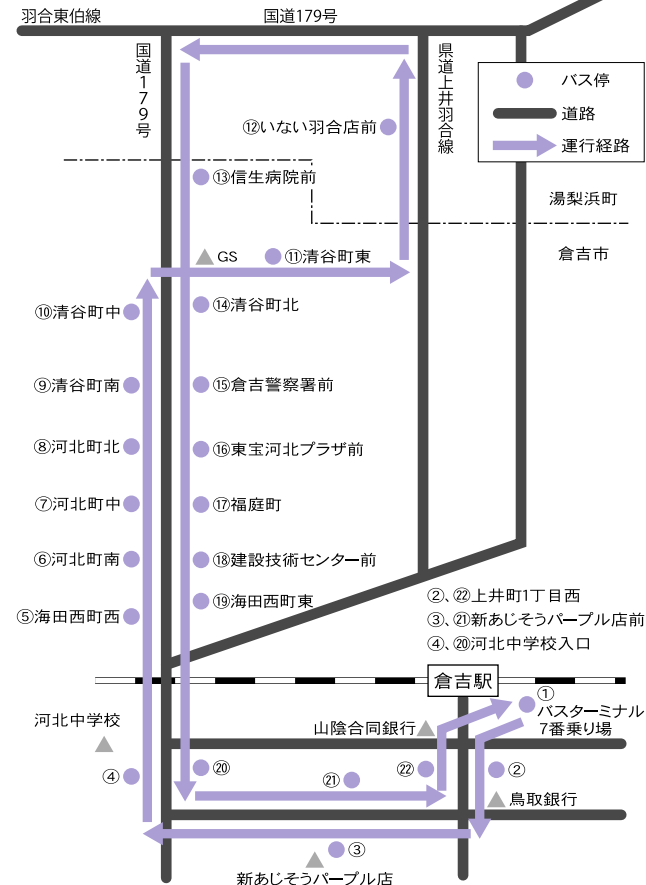 羽合東伯線
国道179号
国道179号
県道上井羽合線
バス停
道路
運行経路
⑫いない羽合店前
⑬信生病院前
湯梨浜町
倉吉市
GS
⑪清谷町東
⑩清谷町中
⑭清谷町北
⑨清谷町南
⑮倉吉警察署前
⑧河北町北
⑯東宝河北プラザ前
⑦河北町中
⑰福庭町
⑥河北町南
⑱建設技術センター前
⑤海田西町西
⑲海田西町東
②、㉒上井町1丁目西
③、㉑新あじそうパープル店前
④、⑳河北中学校入口
倉吉駅
①
バスターミナル
7番乗り場
河北中学校
山陰合同銀行
④
⑳
㉑
㉒
②
鳥取銀行
③
新あじそうパープル店